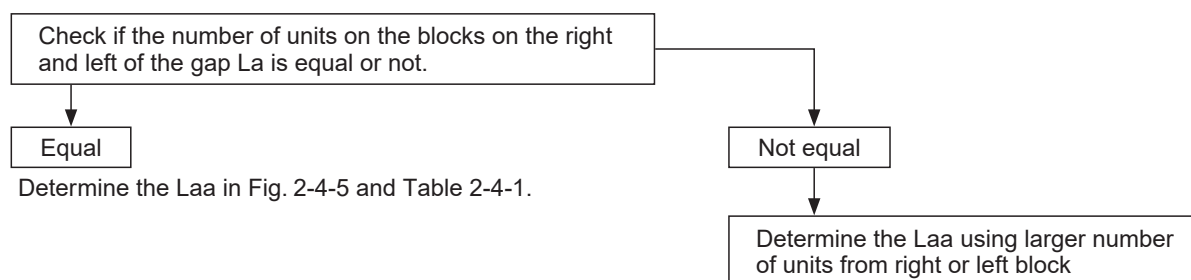 Check if the number of units on the blocks on the right
and left of the gap La is equal or not.
Equal
Not equal
Determine the Laa in Fig. 2-4-5 and Table 2-4-1.
Determine the Laa using larger number
of units from right or left block